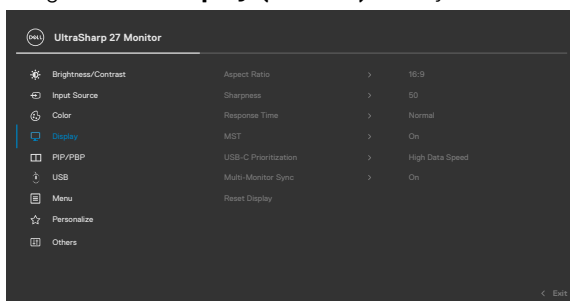 DELL UltraSharp 27 Monitor
Brightness/Contrast Aspect Ratio > 16:9
Input Source Sharpness > 50
Color Response Time > Normal
Display MST > On
PIP/PBP USB-C Prioritization > High Data Speed
USB Multi-Monitor Sync > On
Menu Reset Display
Personalize
Others
< Exit